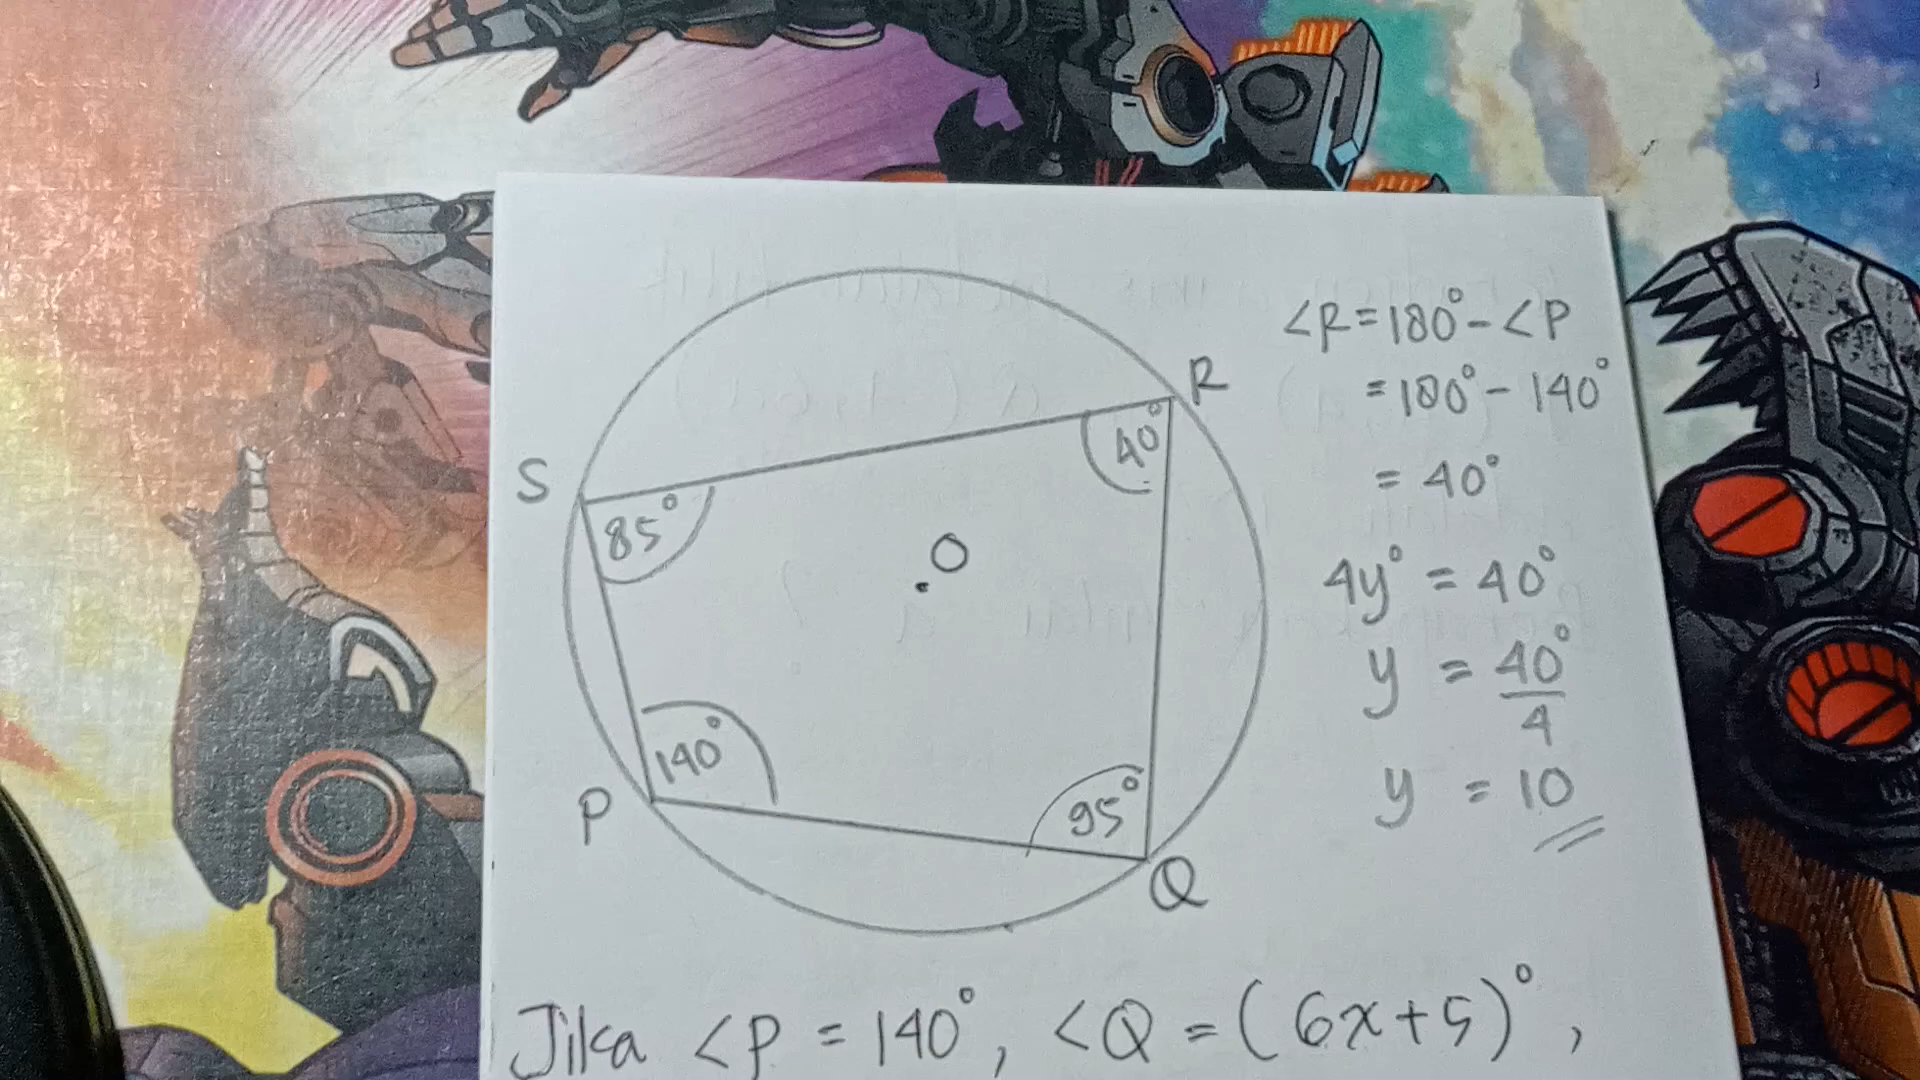 R
S
O
P
Q
40°
85°
140°
95°
<R = 180° - <P
= 180° - 140°
= 40°
4y° = 40°
y = 40°/4
y = 10
Jika <P = 140°, <Q = (6x+5)°,